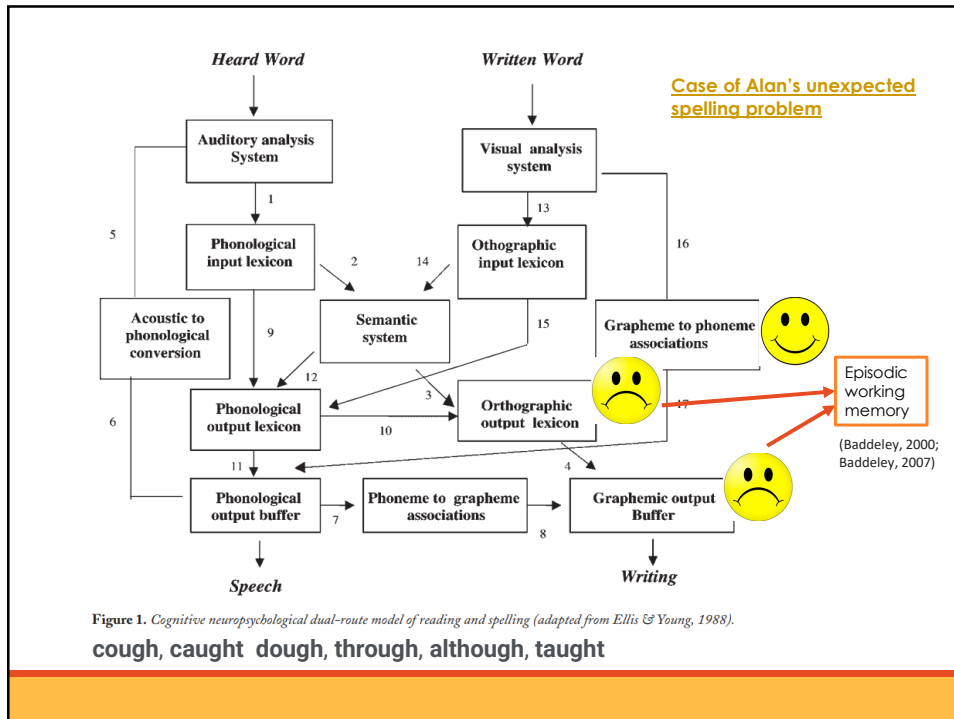 Heard Word
Written Word
Case of Alan's unexpected
spelling problem
Auditory analysis
System
Visual analysis
system
1
13
5
16
Phonological
input lexicon
2
14
Othographic
input lexicon
Acoustic to
phonological
conversion
9
Semantic
system
15
Grapheme to phoneme
associations
Episodic
working
memory
12
3
17
6
Phonological
output lexicon
10
Orthographic
output lexicon
(Baddeley, 2000;
Baddeley, 2007)
11
4
Phonological
output buffer
7
Phoneme to grapheme
associations
8
Graphemic output
Buffer
Speech
Writing
Figure 1. Cognitive neuropsychological dual-route model of reading and spelling (adapted from Ellis & Young, 1988).
cough, caught dough, through, although, taught